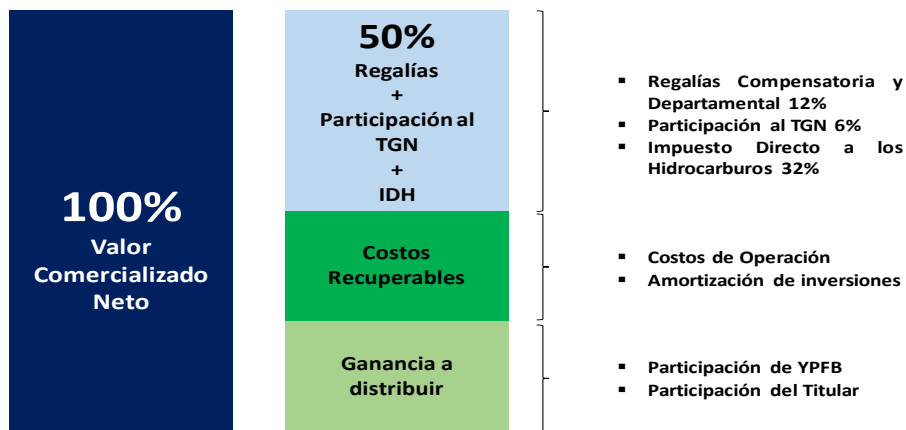 100%
Valor
Comercializado
Neto
50%
Regalías
+
Participación al
TGN
+
IDH
Costos
Recuperables
Ganancia a
distribuir
▪ Regalías Compensatoria y
Departamental 12%
▪ Participación al TGN 6%
▪ Impuesto Directo a los
Hidrocarburos 32%
▪ Costos de Operación
▪ Amortización de inversiones
▪ Participación de YPFB
▪ Participación del Titular